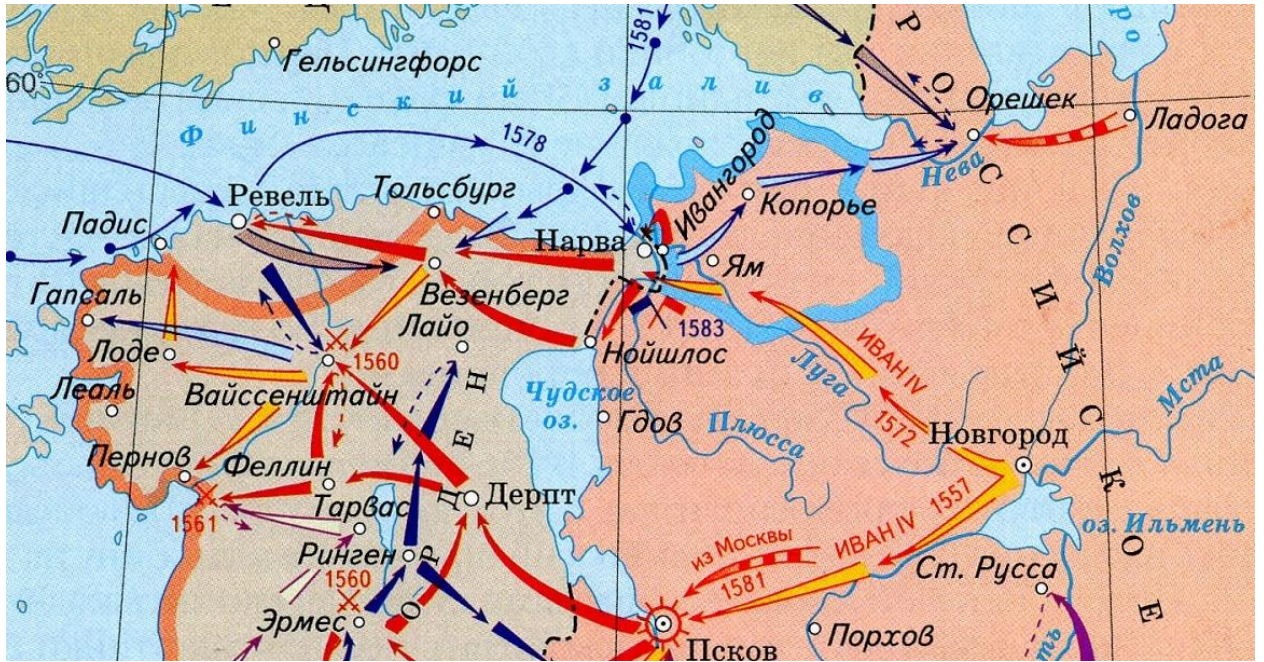 60
Гельсингфорс
1581
Финский залив
1578
Орешек
Ладога
Нева
Ревель
Тольсбург
Ивангород
Копорье
Падис
Нарва
Ям
Волхов
Гапсаль
Везенберг
Лайо
1583
Лоде
1560
Нойшлос
Луга
ИВАН IV
1572
Мста
Леаль
Вайссенштайн
Чудское
оз.
Гдов
Плюсса
Новгород
Пернов
Феллин
1561
Тарвас
Дерпт
ОРДЕН
РОССИЙСКОЕ
оз. Ильмень
ИВАН IV 1557
из Москвы
1581
Ринген
1560
Ст. Русса
Эрмес
Псков
Порхов